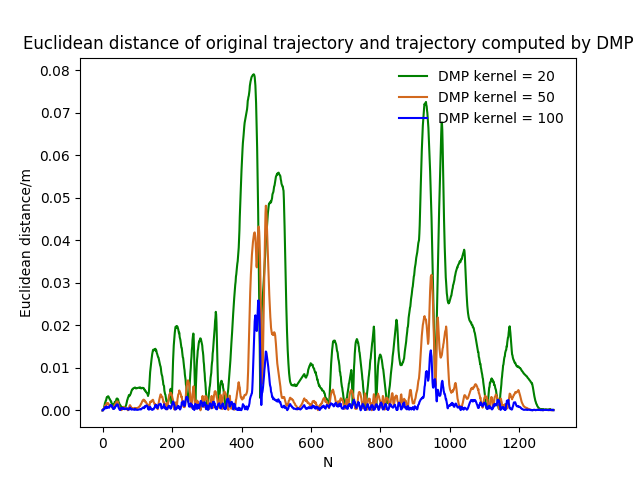 Euclidean distance of original trajectory and trajectory computed by DMP
DMP kernel = 20
DMP kernel = 50
DMP kernel = 100
Euclidean distance/m
0.08
0.07
0.06
0.05
0.04
0.03
0.02
0.01
0.00
0 200 400 600 800 1000 1200
N